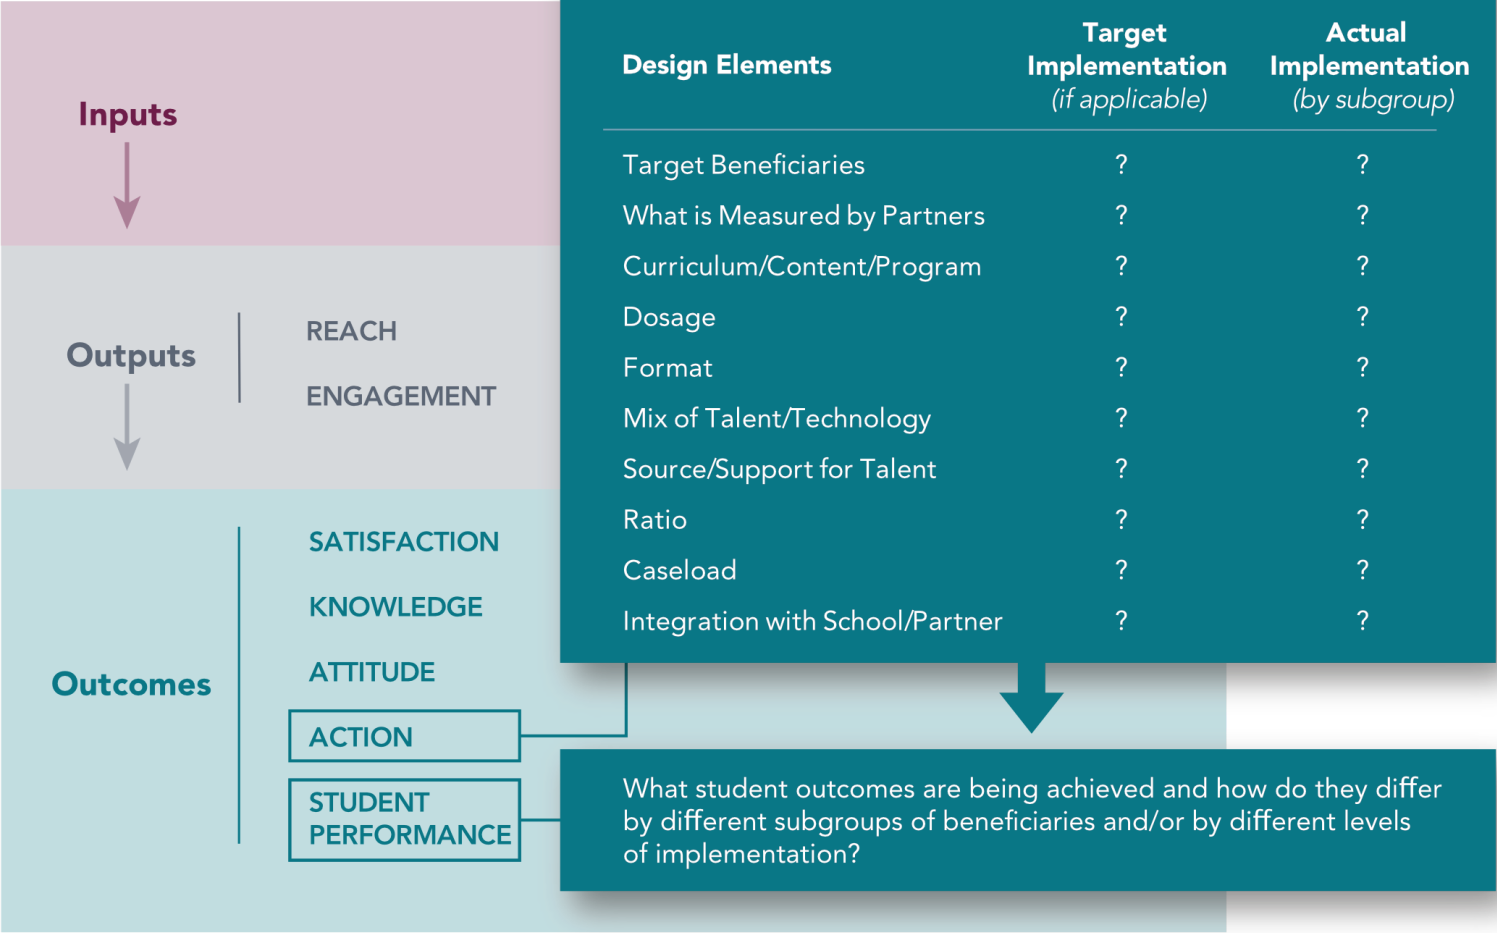 Inputs
Outputs
REACH
ENGAGEMENT
Outcomes
SATISFACTION
KNOWLEDGE
ATTITUDE
ACTION
STUDENT
PERFORMANCE
Design Elements
Target
Implementation
(if applicable)
Actual
Implementation
(by subgroup)
Target Beneficiaries ? ?
What is Measured by Partners ? ?
Curriculum/Content/Program ? ?
Dosage ? ?
Format ? ?
Mix of Talent/Technology ? ?
Source/Support for Talent ? ?
Ratio ? ?
Caseload ? ?
Integration with School/Partner ? ?
What student outcomes are being achieved and how do they differ
by different subgroups of beneficiaries and/or by different levels
of implementation?